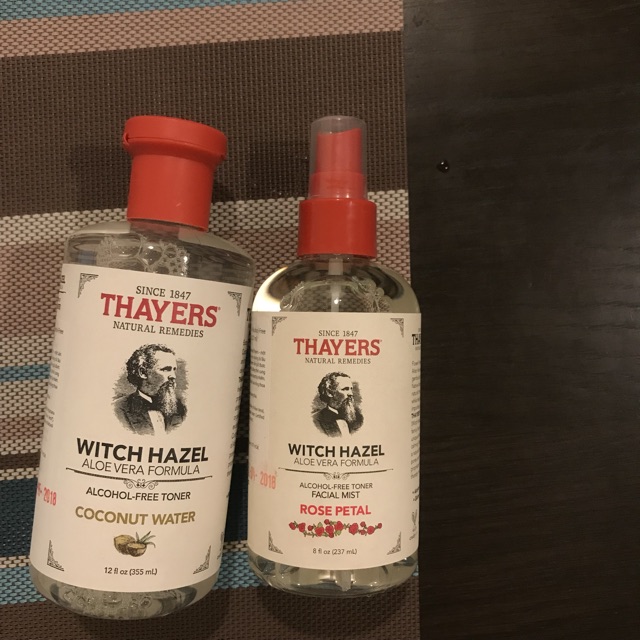 SINCE 1847
THAYERS
NATURAL REMEDIES
WITCH HAZEL
ALOE VERA FORMULA
ALCOHOL-FREE TONER
COCONUT WATER
12 fl oz (355 mL)
2018
SINCE 1847
THAYERS
NATURAL REMEDIES
WITCH HAZEL
ALOE VERA FORMULA
ALCOHOL-FREE TONER
FACIAL MIST
ROSE PETAL
8 fl oz (237 mL)
2018